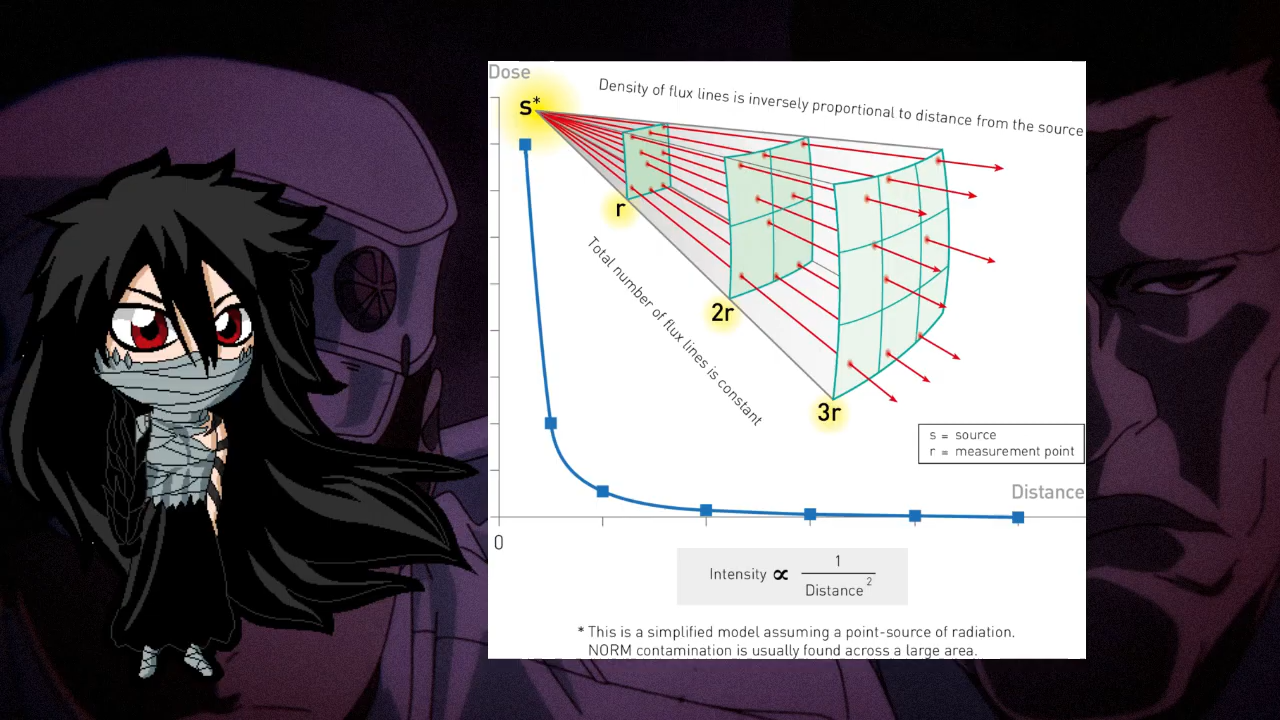 Dose
s*
Density of flux lines is inversely proportional to distance from the source
r
2r
3r
Total number of flux lines is constant
s = source
r = measurement point
Distance
0
Intensity ∝ 1
Distance²
* This is a simplified model assuming a point-source of radiation.
NORM contamination is usually found across a large area.